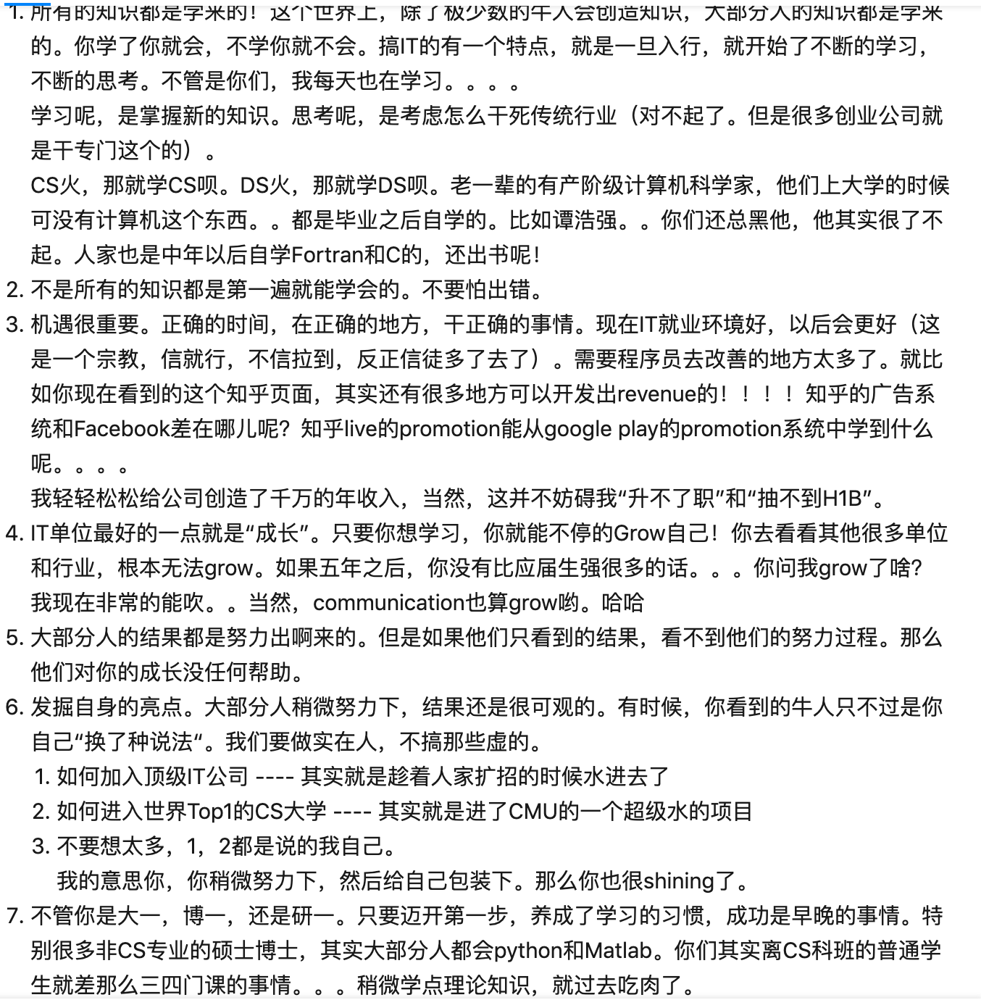 1. 所有的知识都是学来的！这个世界上，除了极少数的牛人会创造知识，大部分人的知识都是学来
的。你学了你就会，不学你就不会。搞IT的有一个特点，就是一旦入行，就开始了不断的学习，
不断的思考。不管是你们，我每天也在学习。。。。
学习呢，是掌握新的知识。思考呢，是考虑怎么干死传统行业（对不起了。但是很多创业公司就
是干专门这个的）。
CS火，那就学CS呗。DS火，那就学DS呗。老一辈的有产阶级计算机科学家，他们上大学的时候
可没有计算机这个东西。。都是毕业之后自学的。比如谭浩强。。你们还总黑他，他其实很了不
起。人家也是中年以后自学Fortran和C的，还出书呢！
2. 不是所有的知识都是第一遍就能学会的。不要怕出错。
3. 机遇很重要。正确的时间，在正确的地方，干正确的事情。现在IT就业环境好，以后会更好（这
是一个宗教，信就行，不信拉到，反正信徒多了去了）。需要程序员去改善的地方太多了。就比
如你现在看到的这个知乎页面，其实还有很多地方可以开发出revenue的！！！！知乎的广告系
统和Facebook差在哪儿呢？知乎live的promotion能从google play的promotion系统中学到什么
呢。。。。
我轻轻松松给公司创造了千万的年收入，当然，这并不妨碍我“升不了职”和“抽不到H1B”。
4. IT单位最好的一点就是“成长”。只要你想学习，你就能不停的Grow自己！你去看看其他很多单位
和行业，根本无法grow。如果五年之后，你没有比应届生强很多的话。。。你问我grow了啥？
我现在非常的能吹。。当然，communication也算grow哟。哈哈
5. 大部分人的结果都是努力出啊来的。但是如果他们只看到的结果，看不到他们的努力过程。那么
他们对你的成长没任何帮助。
6. 发掘自身的亮点。大部分人稍微努力下，结果还是很可观的。有时候，你看到的牛人只不过是你
自己“换了种说法“。我们要做实在人，不搞那些虚的。
1. 如何加入顶级IT公司 ---- 其实就是趁着人家扩招的时候水进去了
2. 如何进入世界Top1的CS大学 ---- 其实就是进了CMU的一个超级水的项目
3. 不要想太多，1，2都是说的我自己。
我的意思你，你稍微努力下，然后给自己包装下。那么你也很shining了。
7. 不管你是大一，博一，还是研一。只要迈开第一步，养成了学习的习惯，成功是早晚的事情。特
别很多非CS专业的硕士博士，其实大部分人都会python和Matlab。你们其实离CS科班的普通学
生就差那么三四门课的事情。。。稍微学点理论知识，就过去吃肉了。